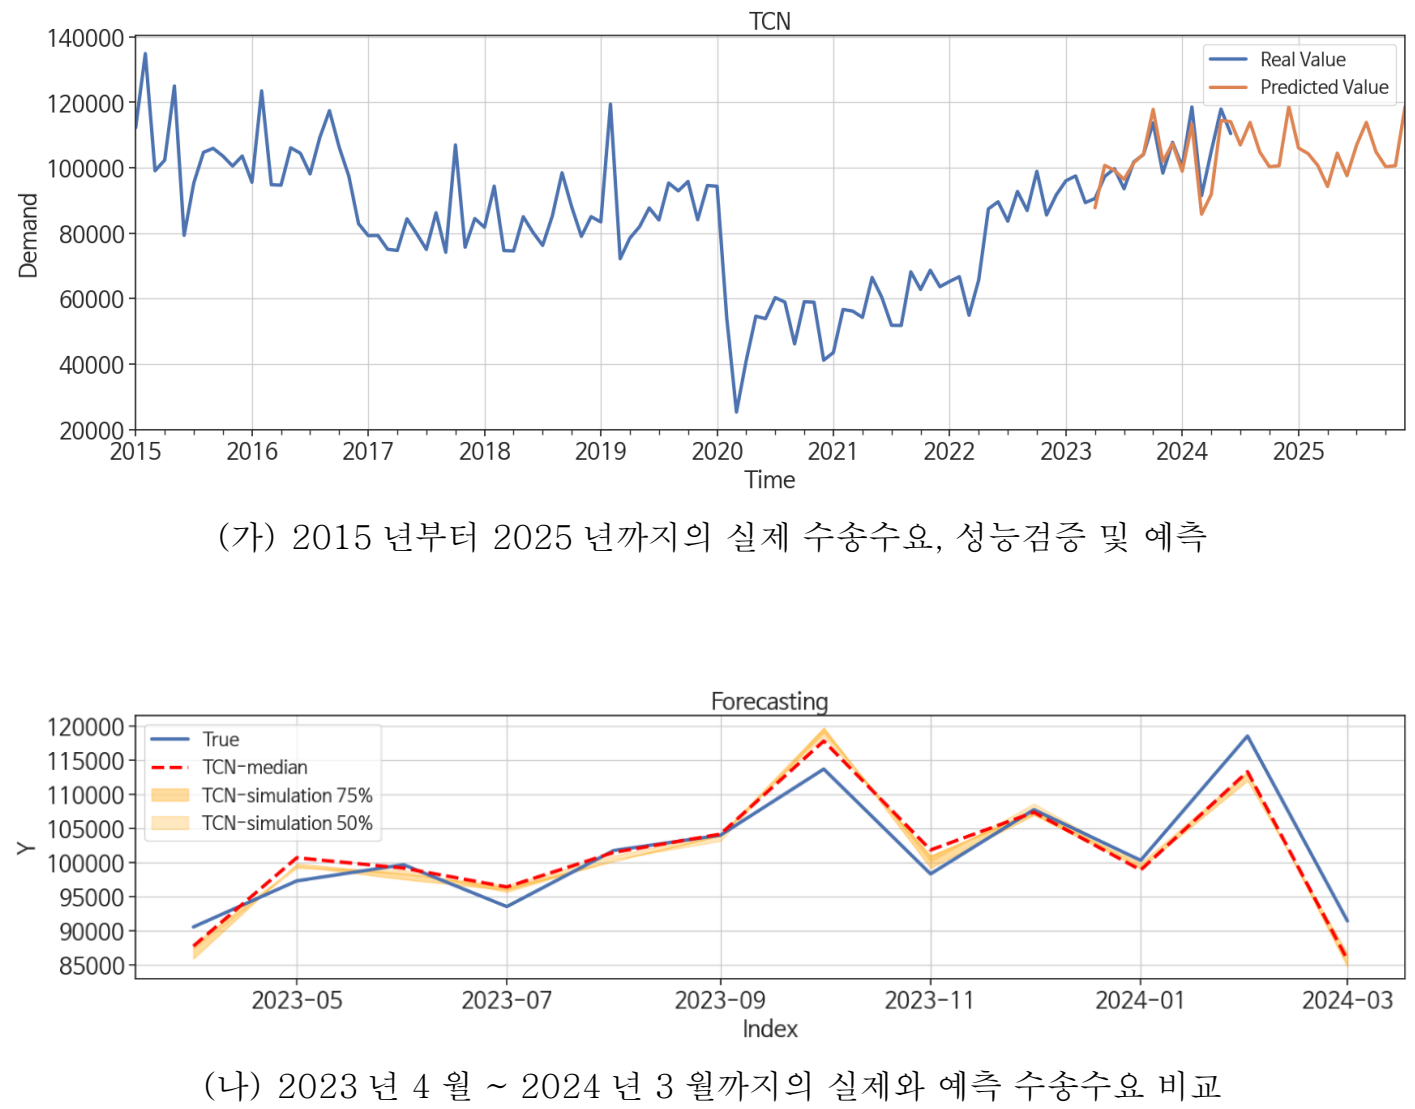 TCN
140000
120000
100000
80000
60000
40000
20000
Demand
Real Value
Predicted Value
2015 2016 2017 2018 2019 2020 2021 2022 2023 2024 2025
Time
(가) 2015 년부터 2025 년까지의 실제 수송수요, 성능검증 및 예측
Forecasting
120000
115000
110000
105000
100000
95000
90000
85000
Y
True
TCN-median
TCN-simulation 75%
TCN-simulation 50%
2023-05 2023-07 2023-09 2023-11 2024-01 2024-03
Index
(나) 2023 년 4 월 ~ 2024 년 3 월까지의 실제와 예측 수송수요 비교